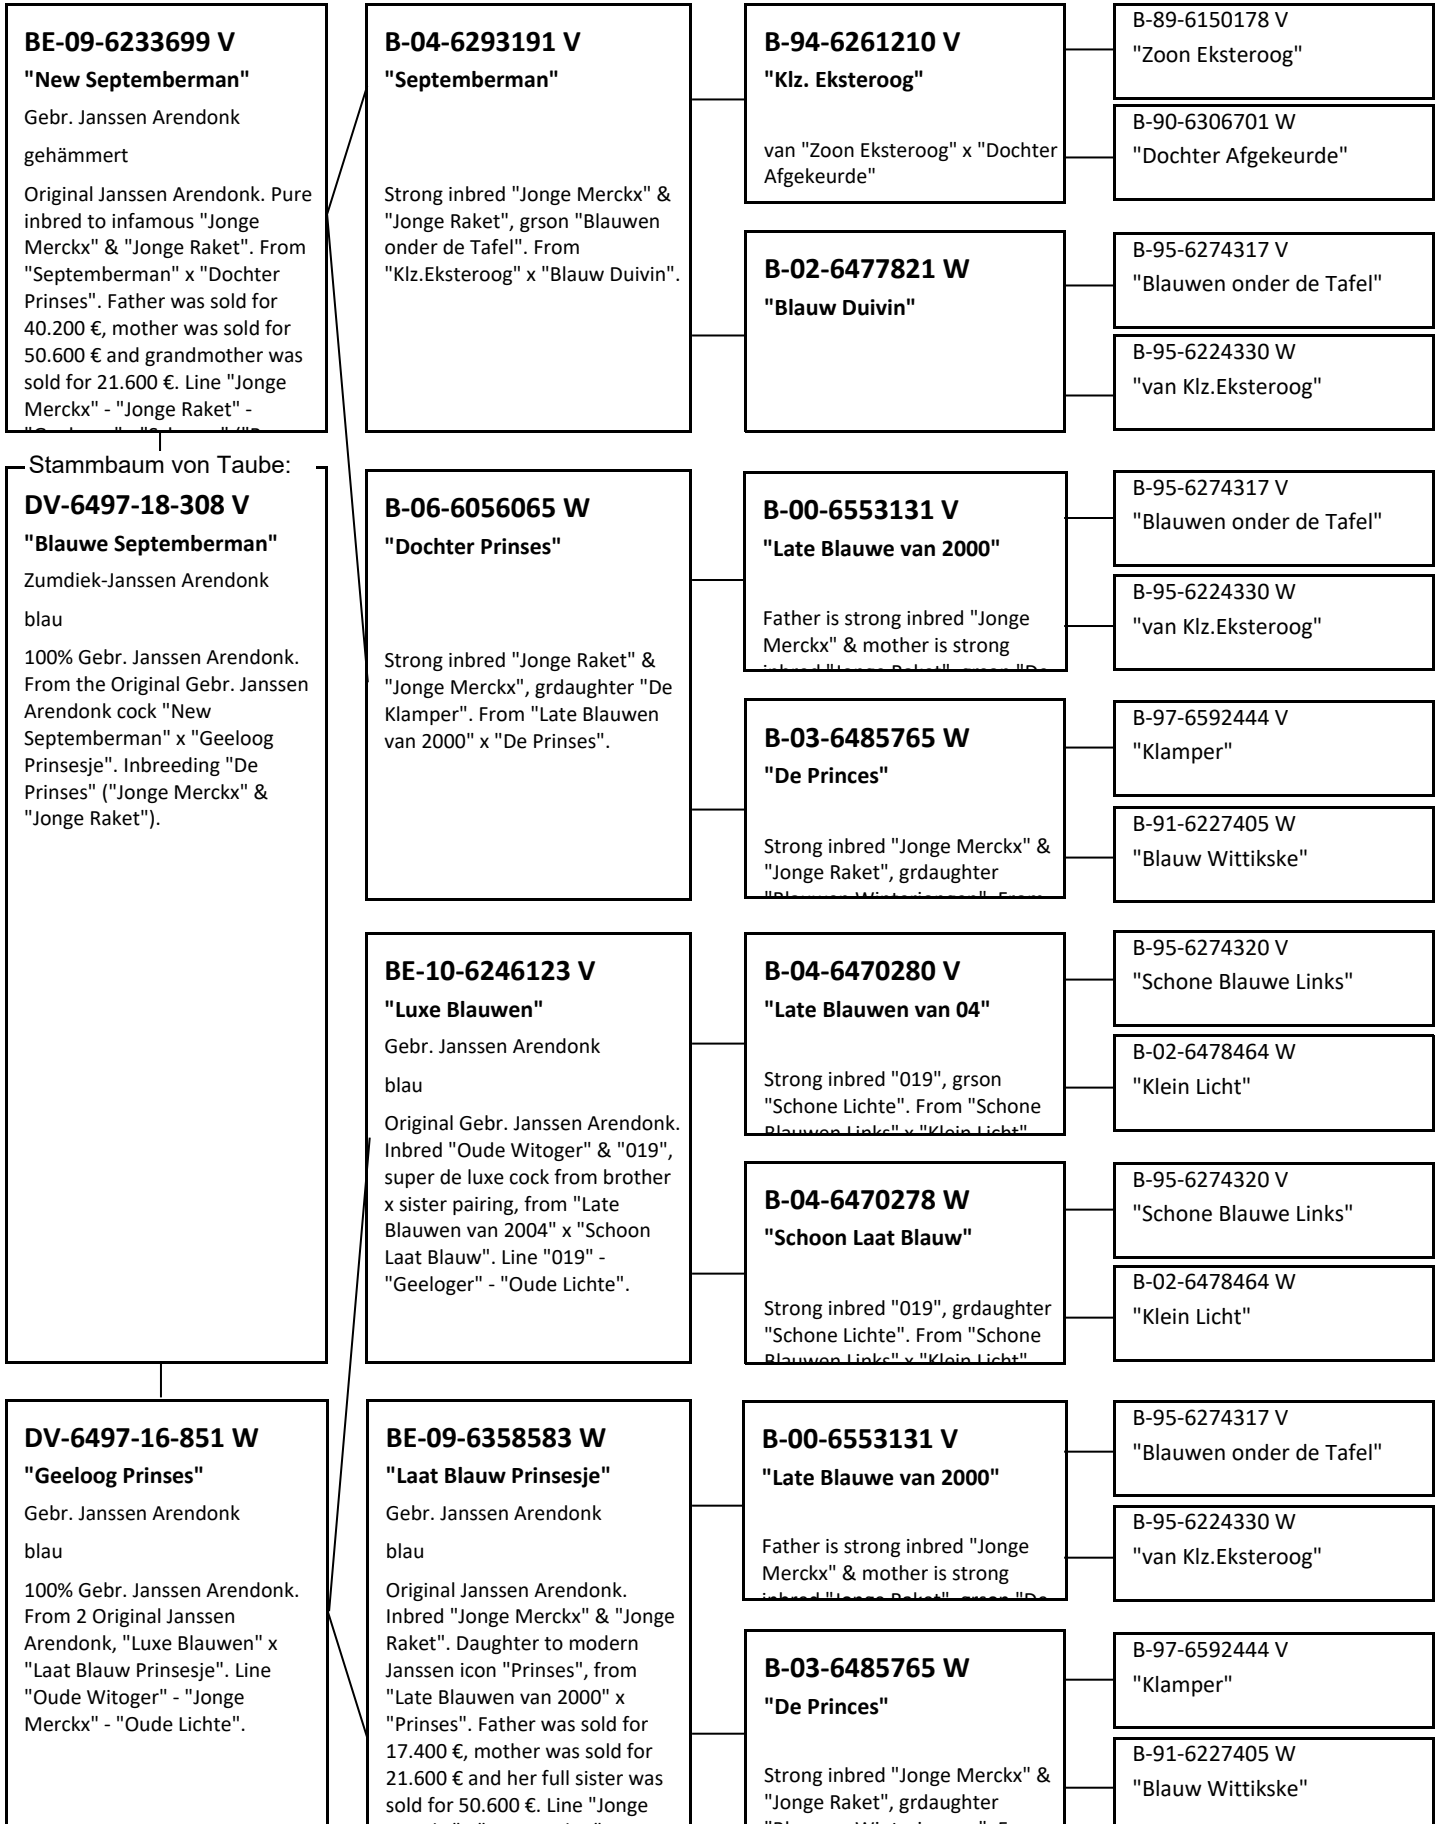 BE-09-6233699 V
"New Septemberman"
Gebr. Janssen Arendonk
gehämmert
Original Janssen Arendonk. Pure
inbred to infamous "Jonge
Merckx" & "Jonge Raket". From
"Septemberman" x "Dochter
Prinses". Father was sold for
40.200 €, mother was sold for
50.600 € and grandmother was
sold for 21.600 €. Line "Jonge
Merckx" - "Jonge Raket" -
Stammbaum von Taube:
DV-6497-18-308 V
"Blauwe Septemberman"
Zumdiek-Janssen Arendonk
blau
100% Gebr. Janssen Arendonk.
From the Original Gebr. Janssen
Arendonk cock "New
Septemberman" x "Geeloog
Prinsesje". Inbreeding "De
Prinses" ("Jonge Merckx" &
"Jonge Raket").
DV-6497-16-851 W
"Geeloog Prinses"
Gebr. Janssen Arendonk
blau
100% Gebr. Janssen Arendonk.
From 2 Original Janssen
Arendonk, "Luxe Blauwen" x
"Laat Blauw Prinsesje". Line
"Oude Witoger" - "Jonge
Merckx" - "Oude Lichte".
B-04-6293191 V
"Septemberman"
Strong inbred "Jonge Merckx" &
"Jonge Raket", grson "Blauwen
onder de Tafel". From
"Klz.Eksteroog" x "Blauw Duivin".
B-06-6056065 W
"Dochter Prinses"
Strong inbred "Jonge Raket" &
"Jonge Merckx", grdaughter "De
Klamper". From "Late Blauwen
van 2000" x "De Prinses".
BE-10-6246123 V
"Luxe Blauwen"
Gebr. Janssen Arendonk
blau
Original Gebr. Janssen Arendonk.
Inbred "Oude Witoger" & "019",
super de luxe cock from brother
x sister pairing, from "Late
Blauwen van 2004" x "Schoon
Laat Blauw". Line "019" -
"Geeloger" - "Oude Lichte".
BE-09-6358583 W
"Laat Blauw Prinsesje"
Gebr. Janssen Arendonk
blau
Original Janssen Arendonk.
Inbred "Jonge Merckx" & "Jonge
Raket". Daughter to modern
Janssen icon "Prinses", from
"Late Blauwen van 2000" x
"Prinses". Father was sold for
17.400 €, mother was sold for
21.600 € and her full sister was
sold for 50.600 €. Line "Jonge
B-94-6261210 V
"Klz. Eksteroog"
van "Zoon Eksteroog" x "Dochter
Afgekeurde"
B-02-6477821 W
"Blauw Duivin"
B-00-6553131 V
"Late Blauwe van 2000"
Father is strong inbred "Jonge
Merckx" & mother is strong
inbred "Jonge Raket", grson "De
B-03-6485765 W
"De Princes"
Strong inbred "Jonge Merckx" &
"Jonge Raket", grdaughter
"Blauwen Winterjongen". From
B-04-6470280 V
"Late Blauwen van 04"
Strong inbred "019", grson
"Schone Lichte". From "Schone
Blauwen Links" x "Klein Licht"
B-04-6470278 W
"Schoon Laat Blauw"
Strong inbred "019", grdaughter
"Schone Lichte". From "Schone
Blauwen Links" x "Klein Licht"
B-00-6553131 V
"Late Blauwe van 2000"
Father is strong inbred "Jonge
Merckx" & mother is strong
inbred "Jonge Raket", grson "De
B-03-6485765 W
"De Princes"
Strong inbred "Jonge Merckx" &
"Jonge Raket", grdaughter
B-89-6150178 V
"Zoon Eksteroog"
B-90-6306701 W
"Dochter Afgekeurde"
B-95-6274317 V
"Blauwen onder de Tafel"
B-95-6224330 W
"van Klz.Eksteroog"
B-95-6274317 V
"Blauwen onder de Tafel"
B-95-6224330 W
"van Klz.Eksteroog"
B-97-6592444 V
"Klamper"
B-91-6227405 W
"Blauw Wittikske"
B-95-6274320 V
"Schone Blauwe Links"
B-02-6478464 W
"Klein Licht"
B-95-6274320 V
"Schone Blauwe Links"
B-02-6478464 W
"Klein Licht"
B-95-6274317 V
"Blauwen onder de Tafel"
B-95-6224330 W
"van Klz.Eksteroog"
B-97-6592444 V
"Klamper"
B-91-6227405 W
"Blauw Wittikske"